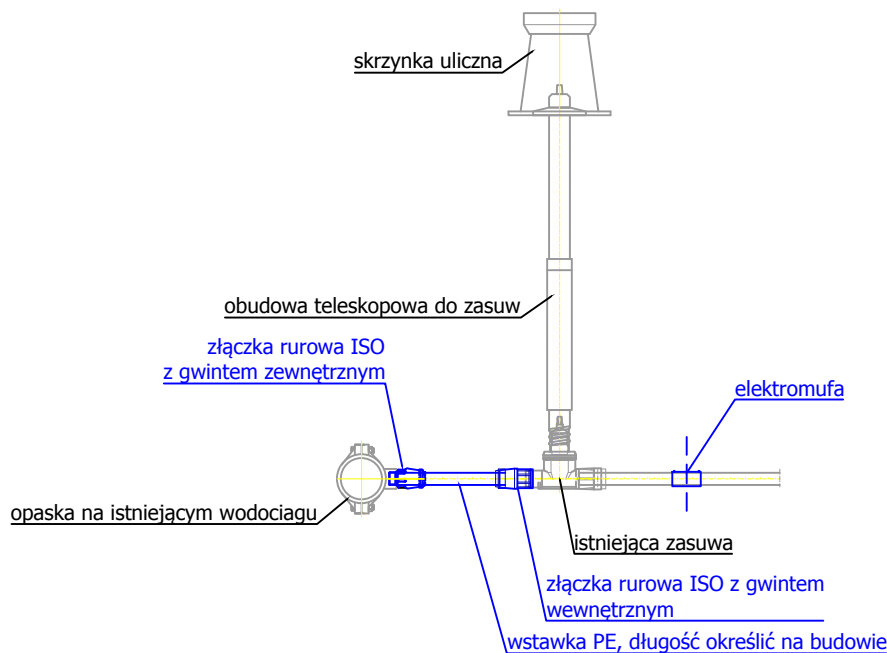 skrzynka uliczna
obudowa teleskopowa do zasuw
złączka rurowa ISO
z gwintem zewnętrznym
elektromufa
opaska na istniejącym wodociagu
istniejąca zasuwa
złączka rurowa ISO z gwintem
wewnętrznym
wstawka PE, długość określić na budowie